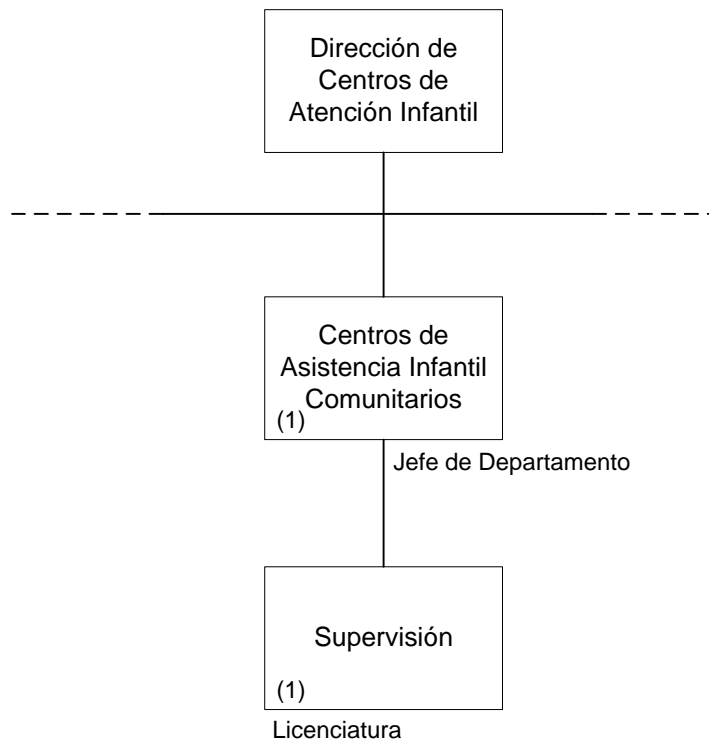 Dirección de
Centros de
Atención Infantil
Centros de
Asistencia Infantil
Comunitarios
(1)
Jefe de Departamento
Supervisión
(1)
Licenciatura